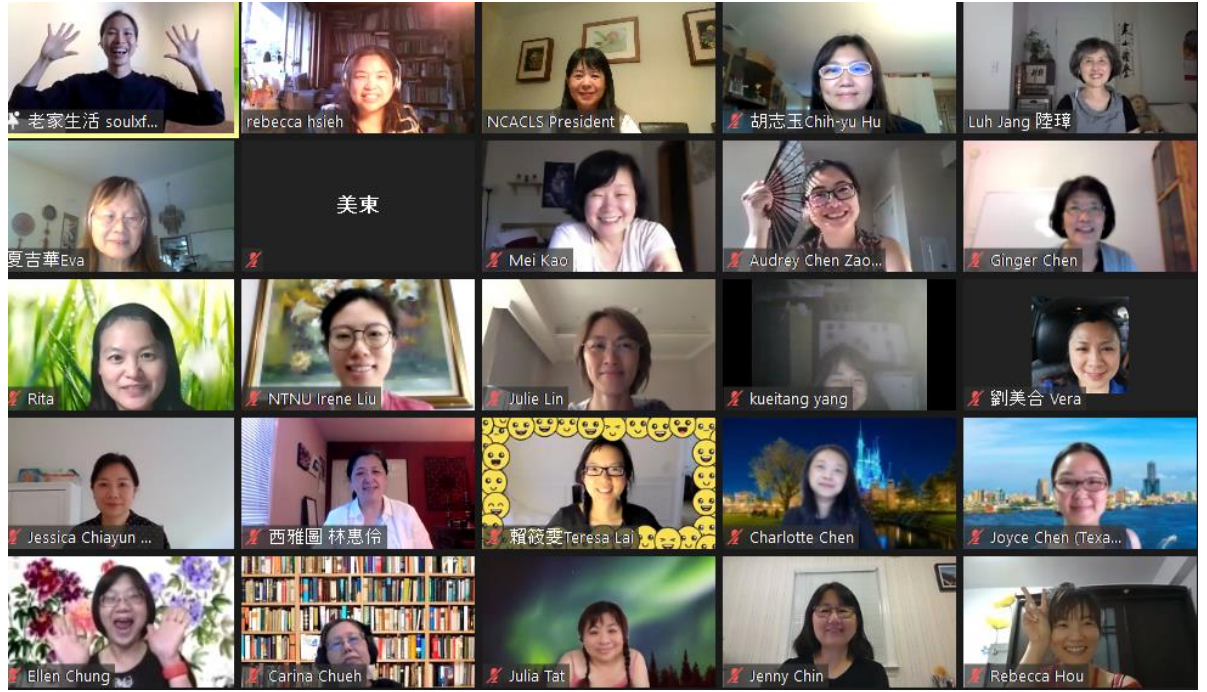 老家生活 soulxf...
rebecca hsieh
NCACLS President
胡志玉Chih-yu Hu
Luh Jang 陸璋
夏吉華Eva
美東
Mei Kao
Audrey Chen Zao...
Ginger Chen
Rita
NTNU Irene Liu
Julie Lin
kueitang yang
劉美合 Vera
Jessica Chiayun ...
西雅圖 林惠伶
賴筱雯Teresa Lai
Charlotte Chen
Joyce Chen (Texa...
Ellen Chung
Carina Chueh
Julia Tat
Jenny Chin
Rebecca Hou